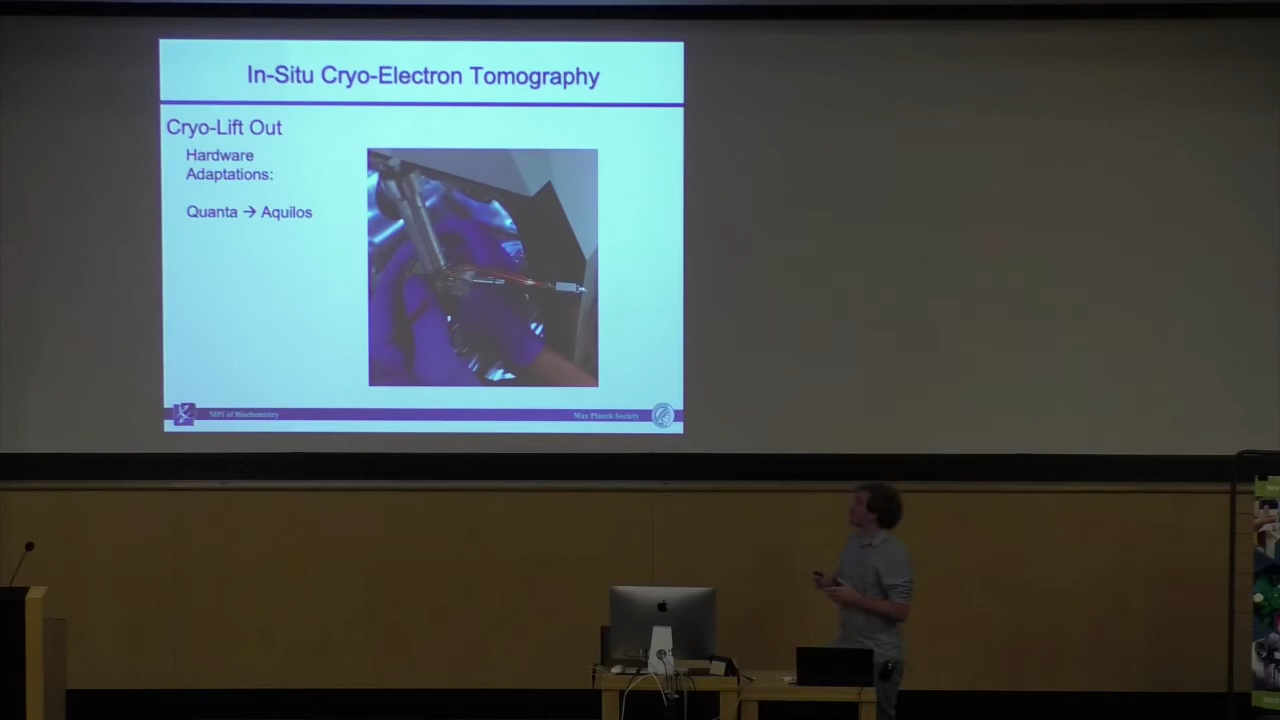 In-Situ Cryo-Electron Tomography
Cryo-Lift Out
Hardware
Adaptations:
Quanta → Aquilos
MPI of Biochemistry
Max Planck Society